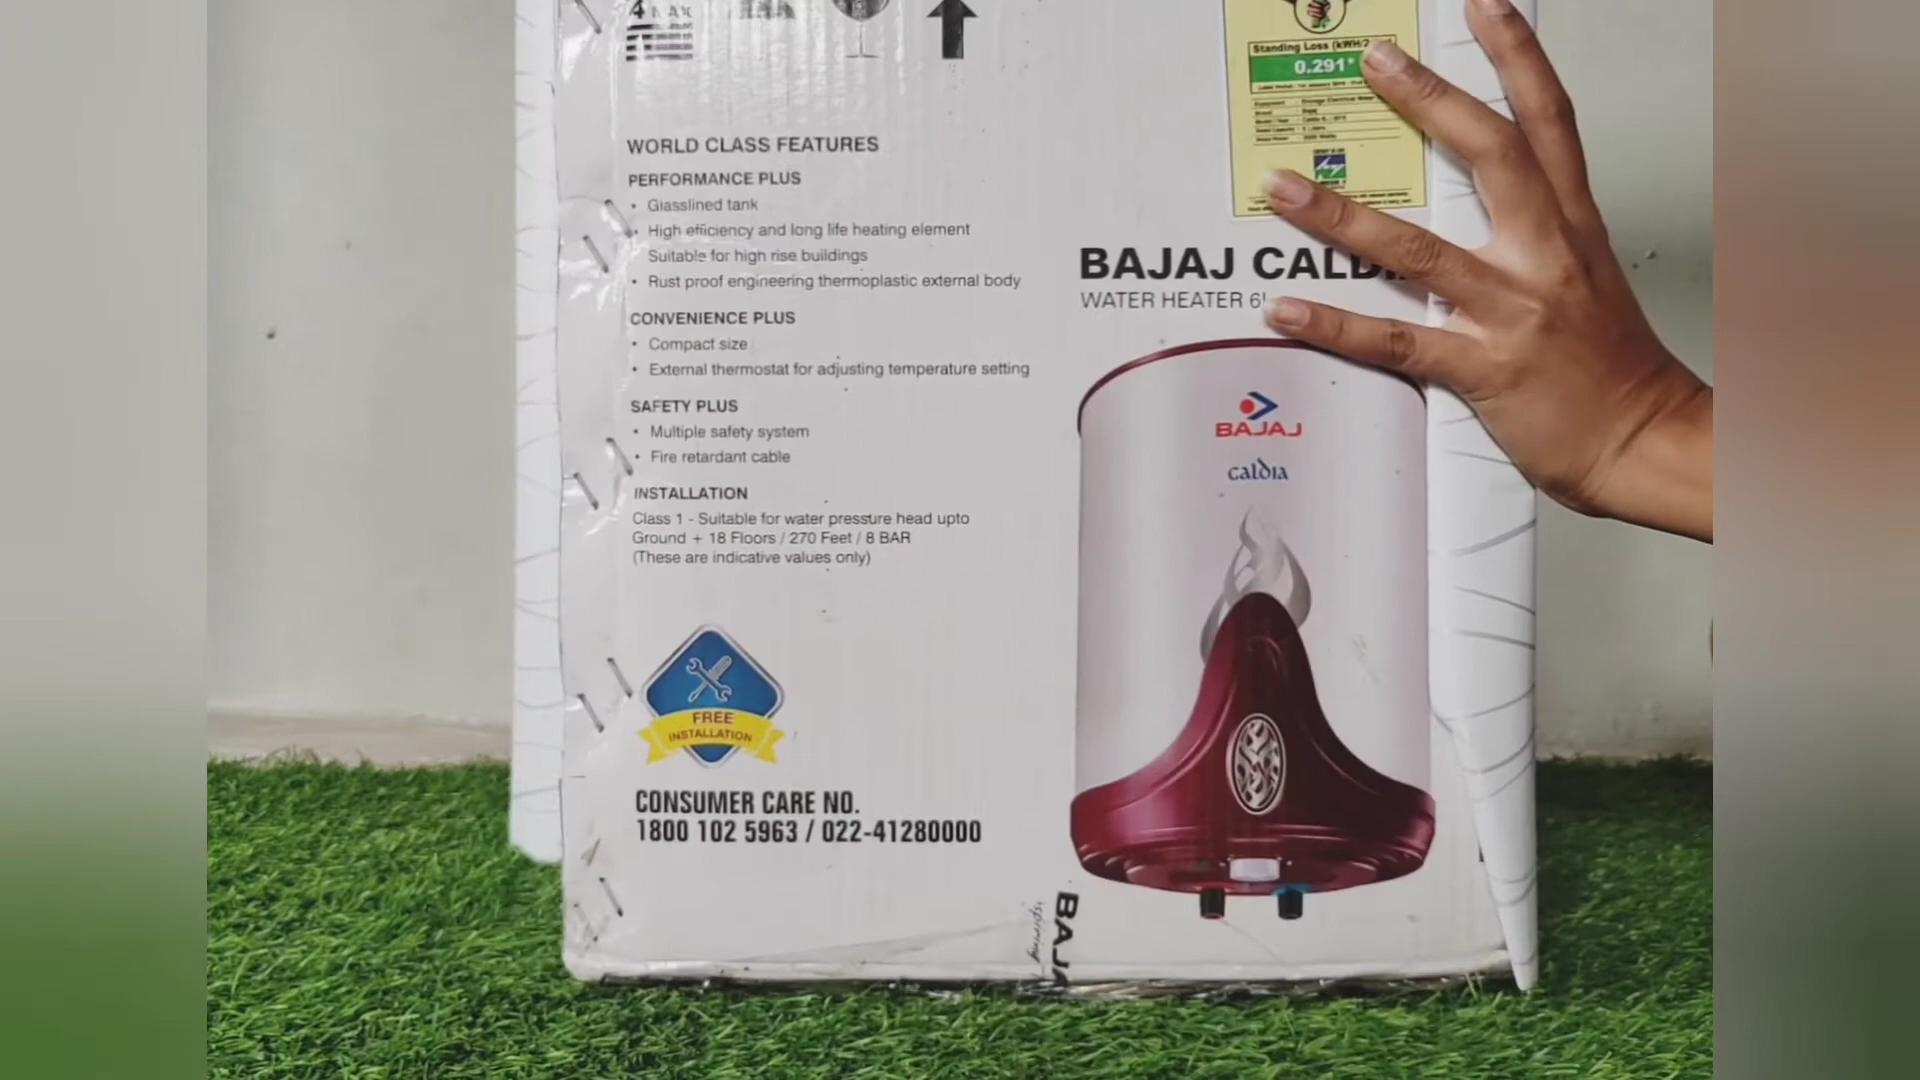 4 MAX
WORLD CLASS FEATURES
PERFORMANCE PLUS
• Glasslined tank
• High efficiency and long life heating element
Suitable for high rise buildings
• Rust proof engineering thermoplastic external body
CONVENIENCE PLUS
• Compact size
• External thermostat for adjusting temperature setting
SAFETY PLUS
• Multiple safety system
• Fire retardant cable
INSTALLATION
Class 1 - Suitable for water pressure head upto
Ground + 18 Floors / 270 Feet / 8 BAR
(These are indicative values only)
FREE
INSTALLATION
CONSUMER CARE NO.
1800 102 5963 / 022-41280000
Standing Loss
0.291*
BAJAJ
WATER HEATER
BAJAJ
caldia